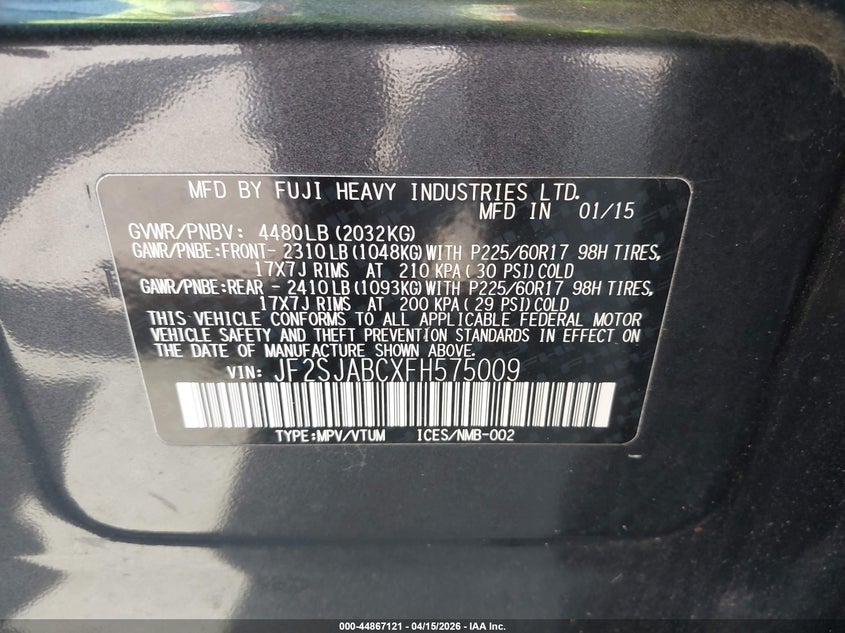 MFD BY FUJI HEAVY INDUSTRIES LTD.
MFD IN 01/15
GVWR/PNBV: 4480LB(2032KG)
GAWR/PNBE:FRONT- 2310LB(1048KG)WITH P225/60R17 98H TIRES,
17X7J RIMS AT 210 KPA( 30 PSI)COLD
GAWR/PNBE:REAR - 2410LB(1093KG)WITH P225/60R17 98H TIRES,
17X7J RIMS AT 200 KPA( 29 PSI)COLD
THIS VEHICLE CONFORMS TO ALL APPLICABLE FEDERAL MOTOR
VEHICLE SAFETY AND THEFT PREVENTION STANDARDS IN EFFECT ON
THE DATE OF MANUFACTURE SHOWN ABOVE.
VIN: JF2SJABCXFH575009
TYPE:MPV/VTUM ICES/NMB-002
000-44867121 - 04/15/2026 - IAA Inc.